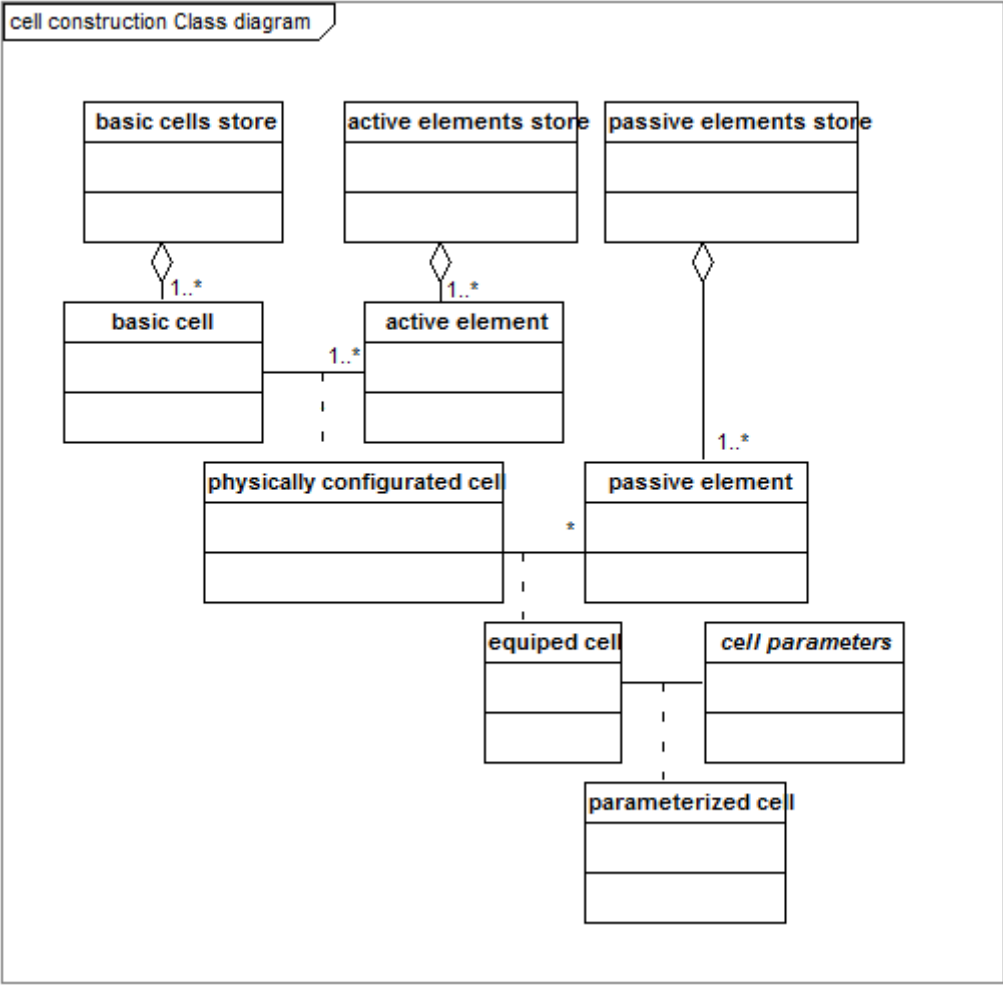 cell construction Class diagram
basic cells store
active elements store
passive elements store
1..*
1..*
basic cell
active element
1..*
1..*
physically configurated cell
passive element
*
equiped cell
cell parameters
parameterized cell